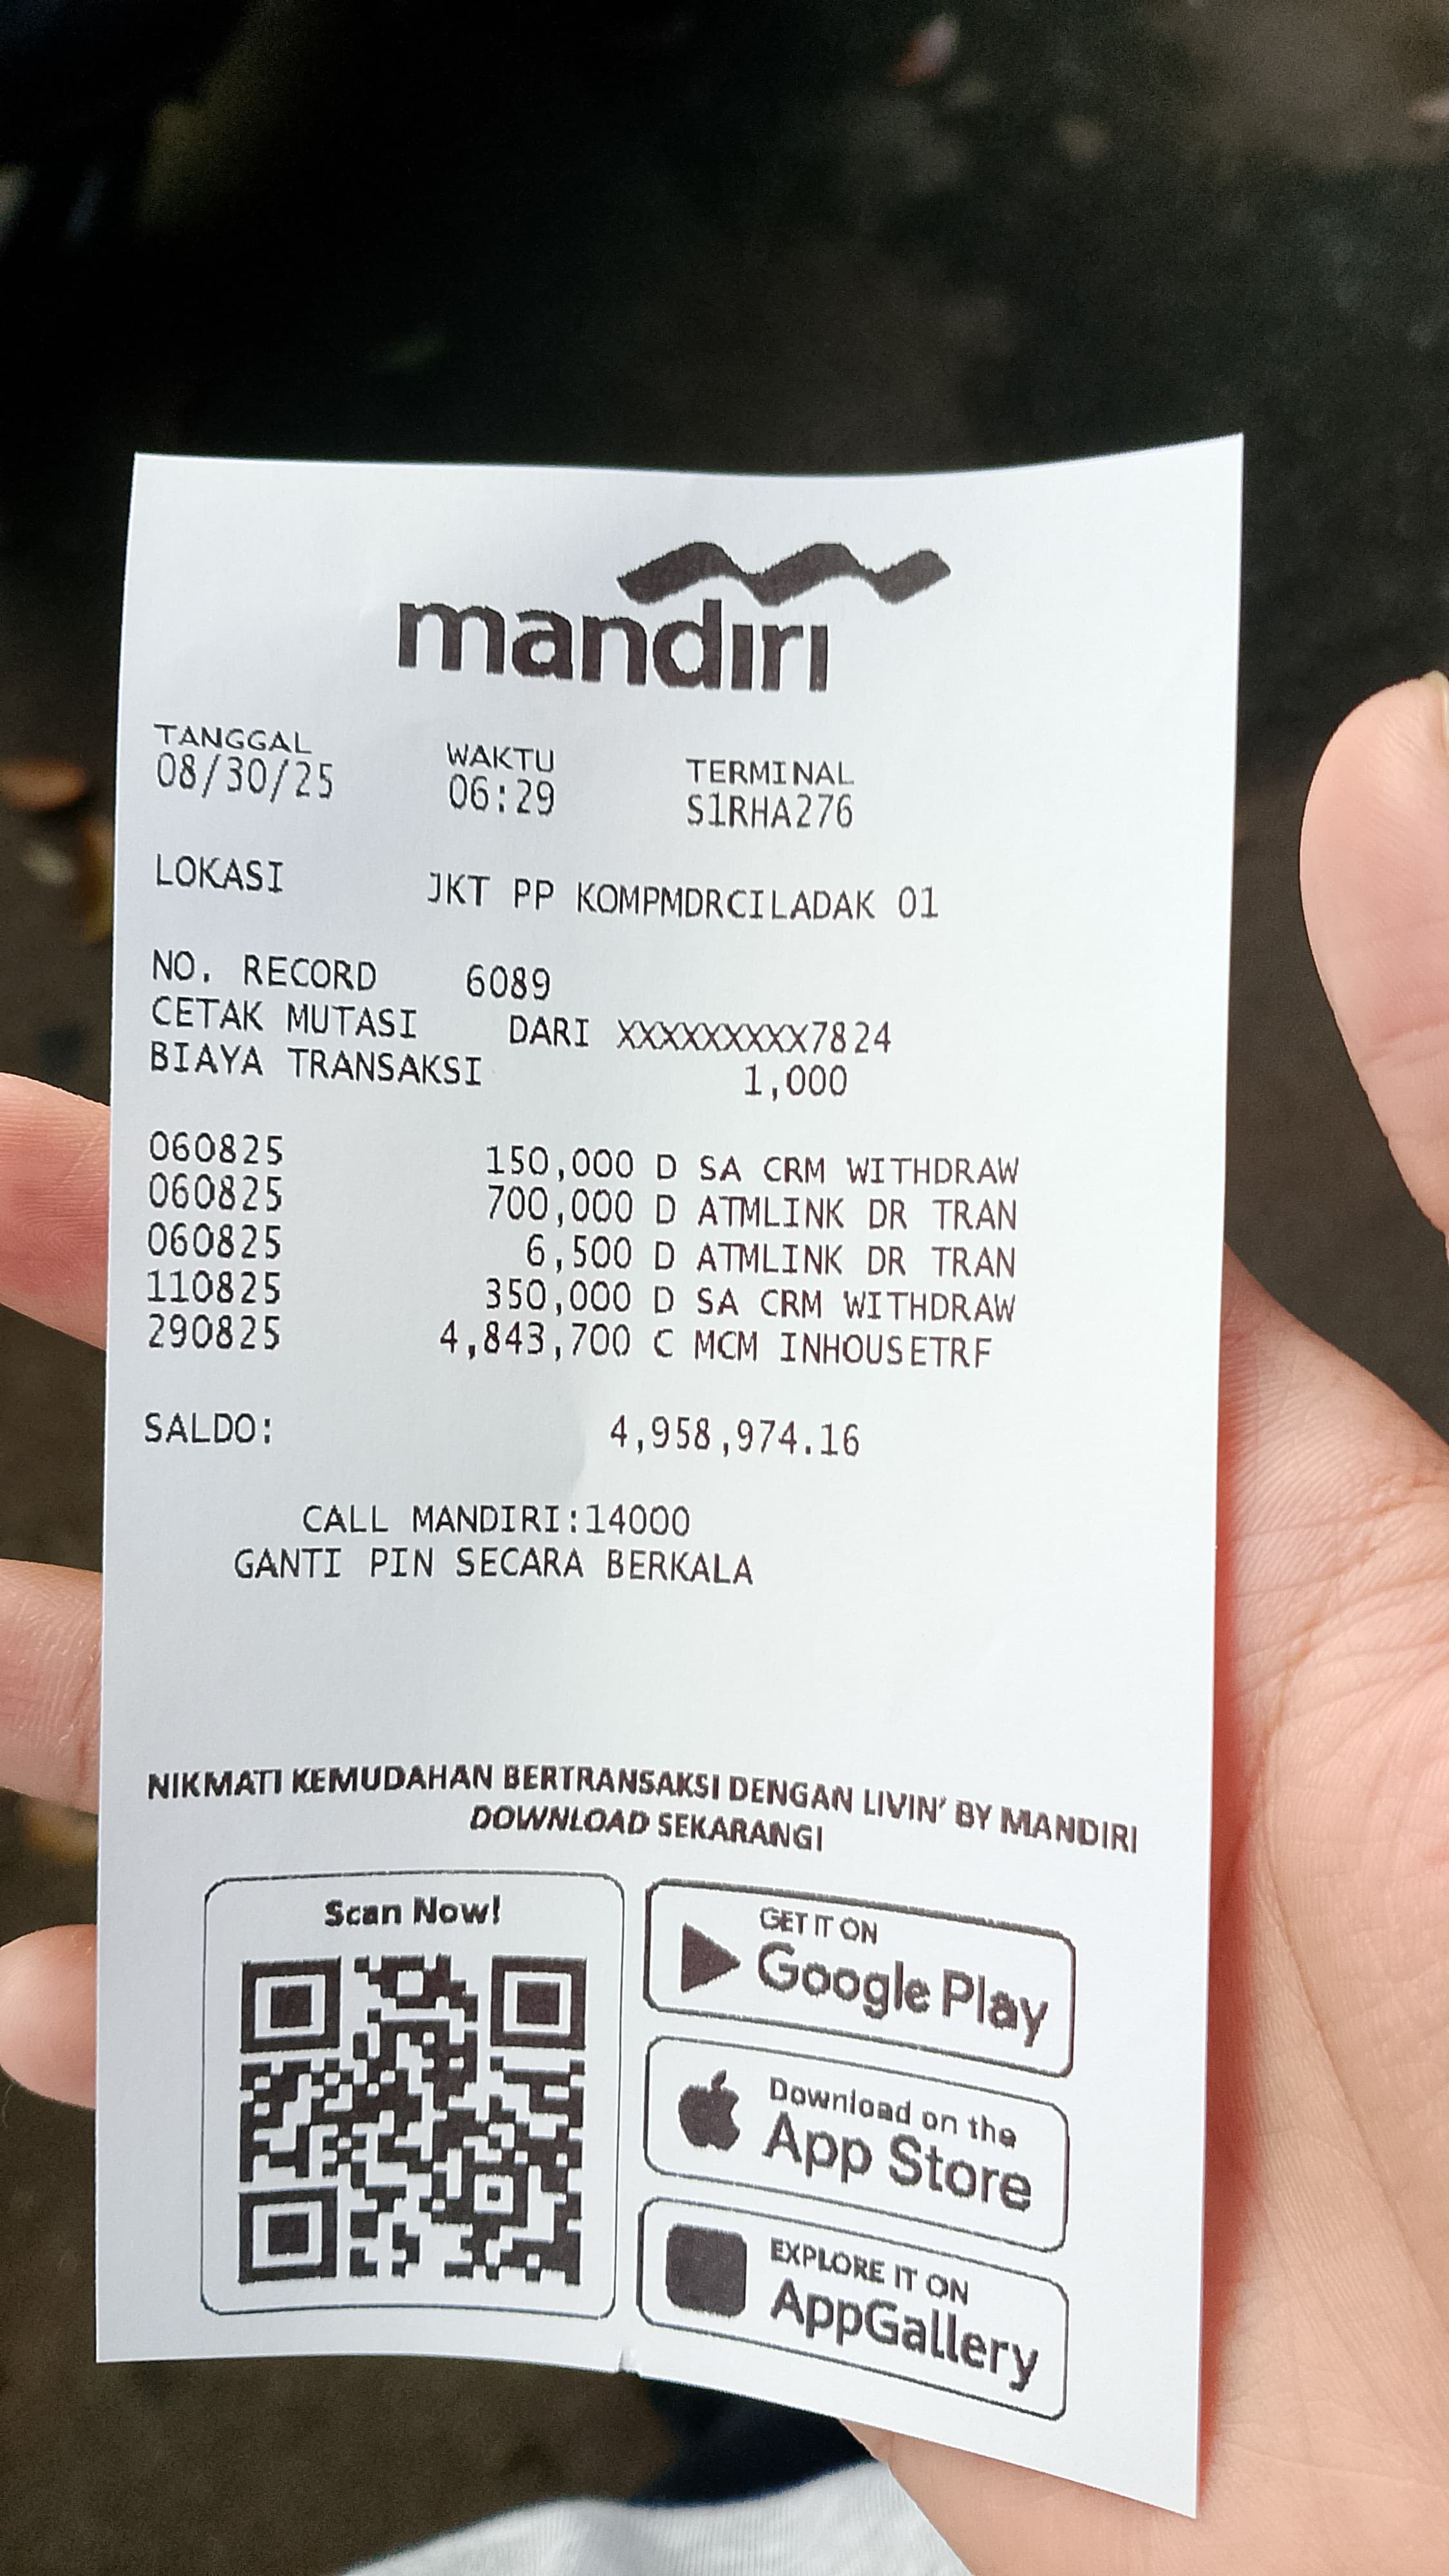 mandiri
TANGGAL WAKTU TERMINAL
08/30/25 06:29 S1RHA276
LOKASI JKT PP KOMPMDRCILADAK 01
NO. RECORD 6089
CETAK MUTASI DARI XXXXXXXXX7824
BIAYA TRANSAKSI 1,000
060825 150,000 D SA CRM WITHDRAW
060825 700,000 D ATMLINK DR TRAN
060825 6,500 D ATMLINK DR TRAN
110825 350,000 D SA CRM WITHDRAW
290825 4,843,700 C MCM INHOUSETRF
SALDO: 4,958,974.16
CALL MANDIRI:14000
GANTI PIN SECARA BERKALA
NIKMATI KEMUDAHAN BERTRANSAKSI DENGAN LIVIN' BY MANDIRI
DOWNLOAD SEKARANG!
Scan Now!
GET IT ON
Google Play
Download on the
App Store
EXPLORE IT ON
AppGallery